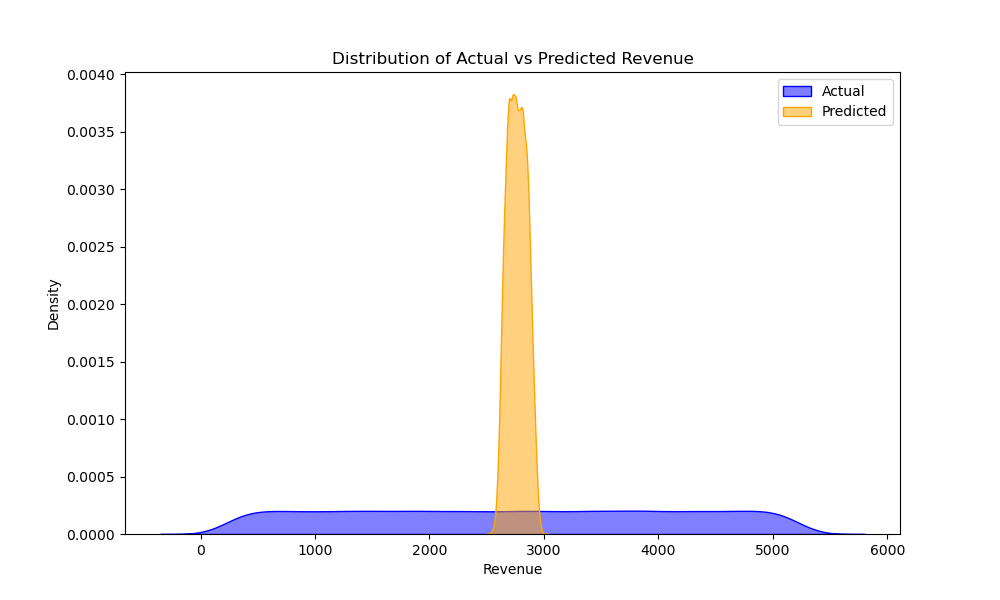 Distribution of Actual vs Predicted Revenue
Actual
Predicted
0.0040
0.0035
0.0030
0.0025
0.0020
0.0015
0.0010
0.0005
0.0000
Density
0 1000 2000 3000 4000 5000 6000
Revenue